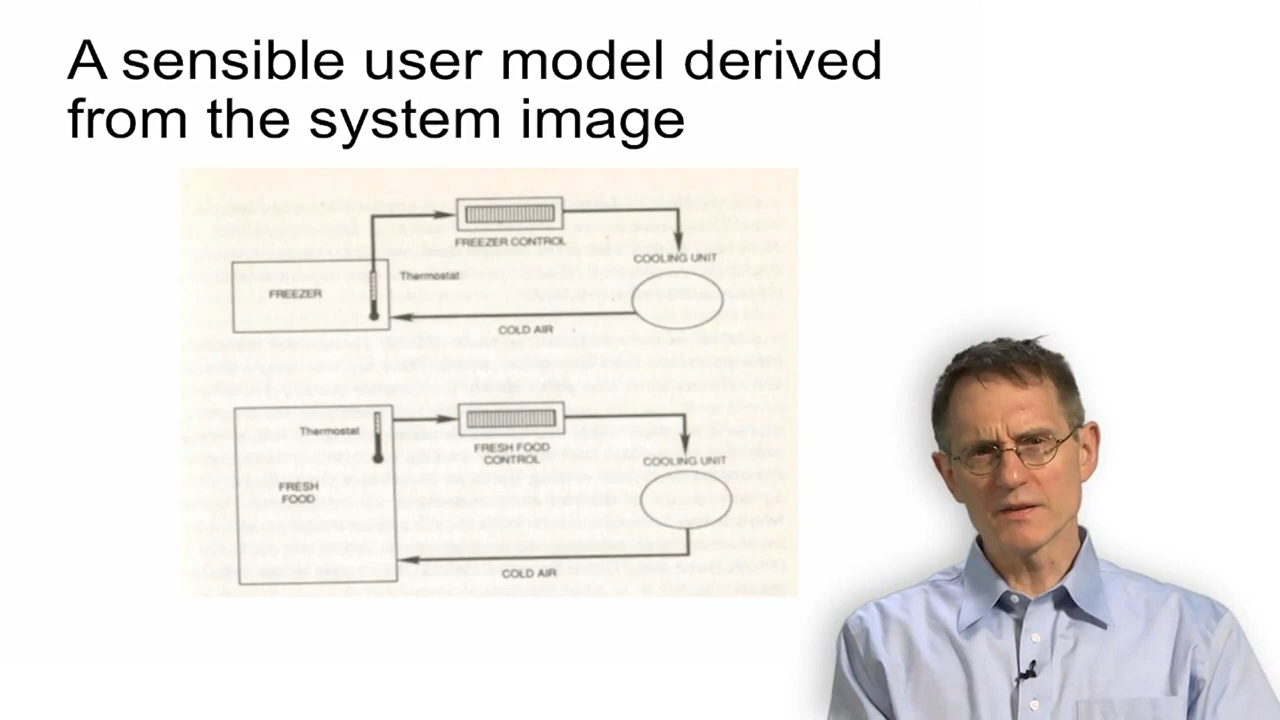 A sensible user model derived
from the system image
FREEZER CONTROL
COOLING UNIT
Thermostat
FREEZER
COLD AIR
Thermostat
FRESH FOOD
CONTROL
COOLING UNIT
FRESH
FOOD
COLD AIR